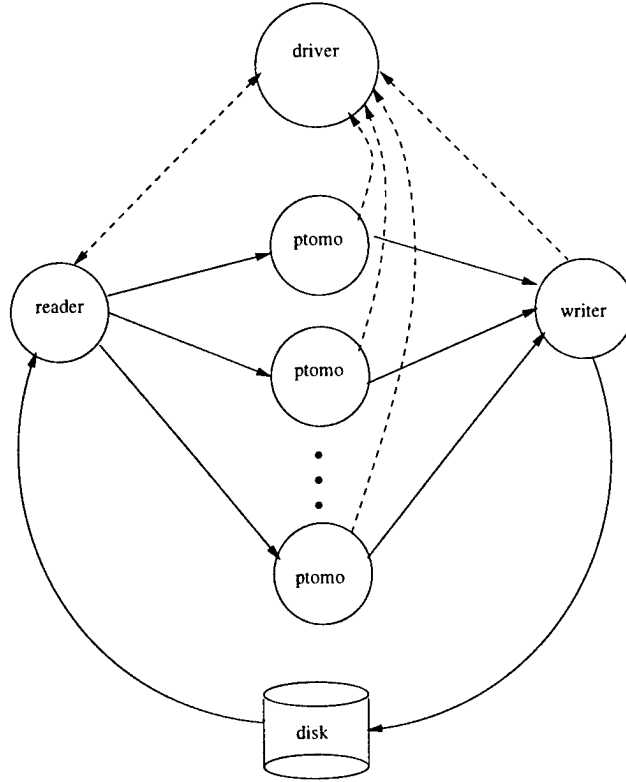 driver
ptomo
reader
writer
ptomo
ptomo
disk